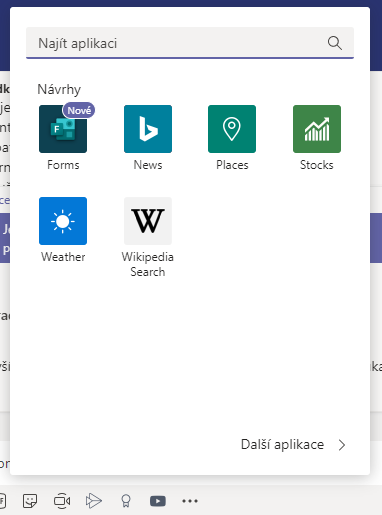 Najít aplikaci
Návrhy
Nové
Forms
News
Places
Stocks
Weather
Wikipedia
Search
Další aplikace